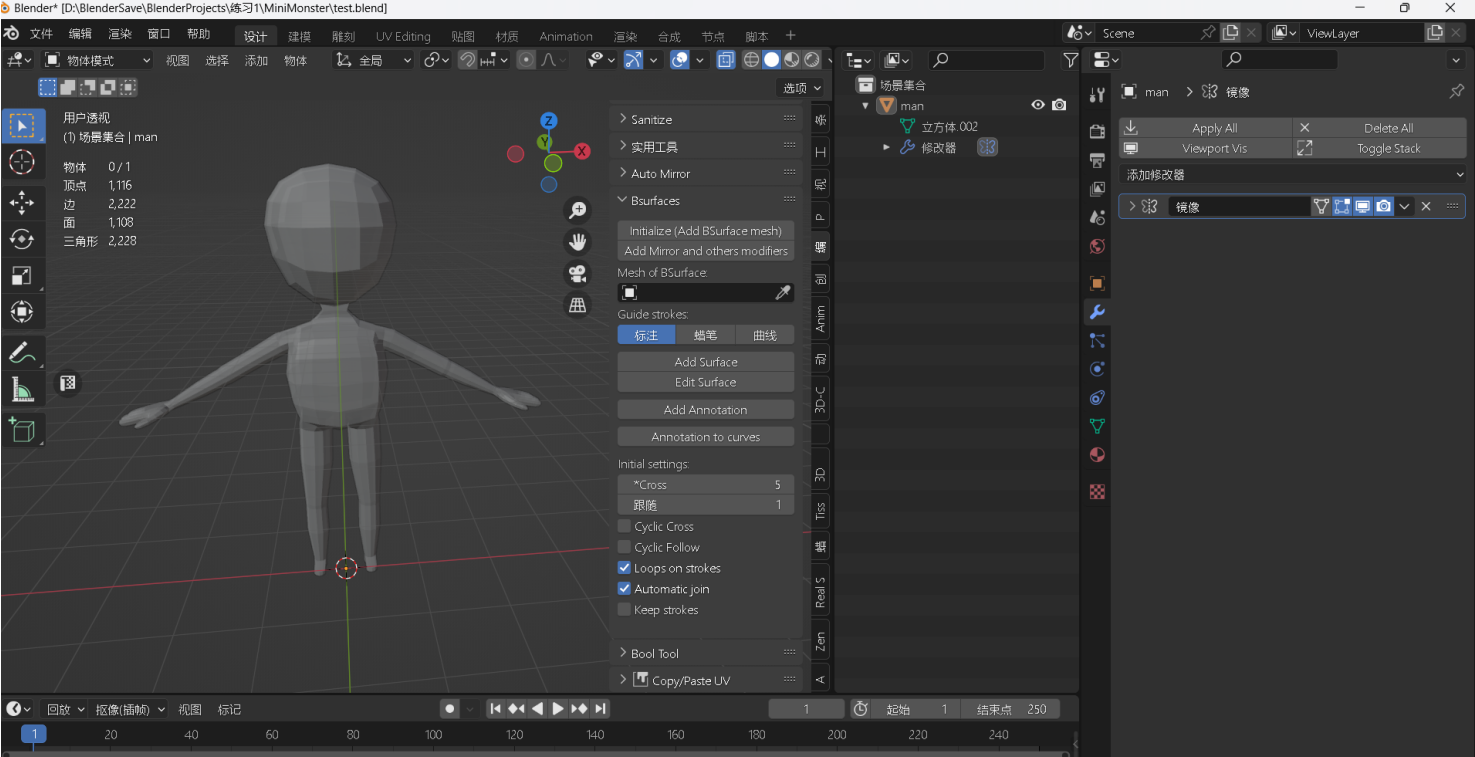 Blender* [D:\BlenderSave\BlenderProjects\练习1\MiniMonster\test.blend]
文件 编辑 渲染 窗口 帮助 设计 建模 雕刻 UV Editing 贴图 材质 Animation 渲染 合成 节点 脚本 + Scene ViewLayer
物体模式 视图 选择 添加 物体 全局
选项
用户透视
(1) 场景集合 | man
物体 0/1
顶点 1,116
边 2,222
面 1,108
三角形 2,228
Z
Y
X
Sanitize
实用工具
Auto Mirror
Bsurfaces
Initialize (Add BSurface mesh)
Add Mirror and others modifiers
Mesh of BSurface:
Guide strokes:
标注 蜡笔 曲线
Add Surface
Edit Surface
Add Annotation
Annotation to curves
Initial settings:
*Cross 5
跟随 1
Cyclic Cross
Cyclic Follow
Loops on strokes
Automatic join
Keep strokes
Bool Tool
Copy/Paste UV
条
工
视
P
编
创
Anim
动
3D-C
3D
Tiss
蜡
Real S
Zen
A
场景集合
man
立方体.002
修改器
man 镜像
Apply All Delete All
Viewport Vis Toggle Stack
添加修改器
镜像
回放 抠像(插帧) 视图 标记 1 起始 1 结束点 250
1 20 40 60 80 100 120 140 160 180 200 220 240